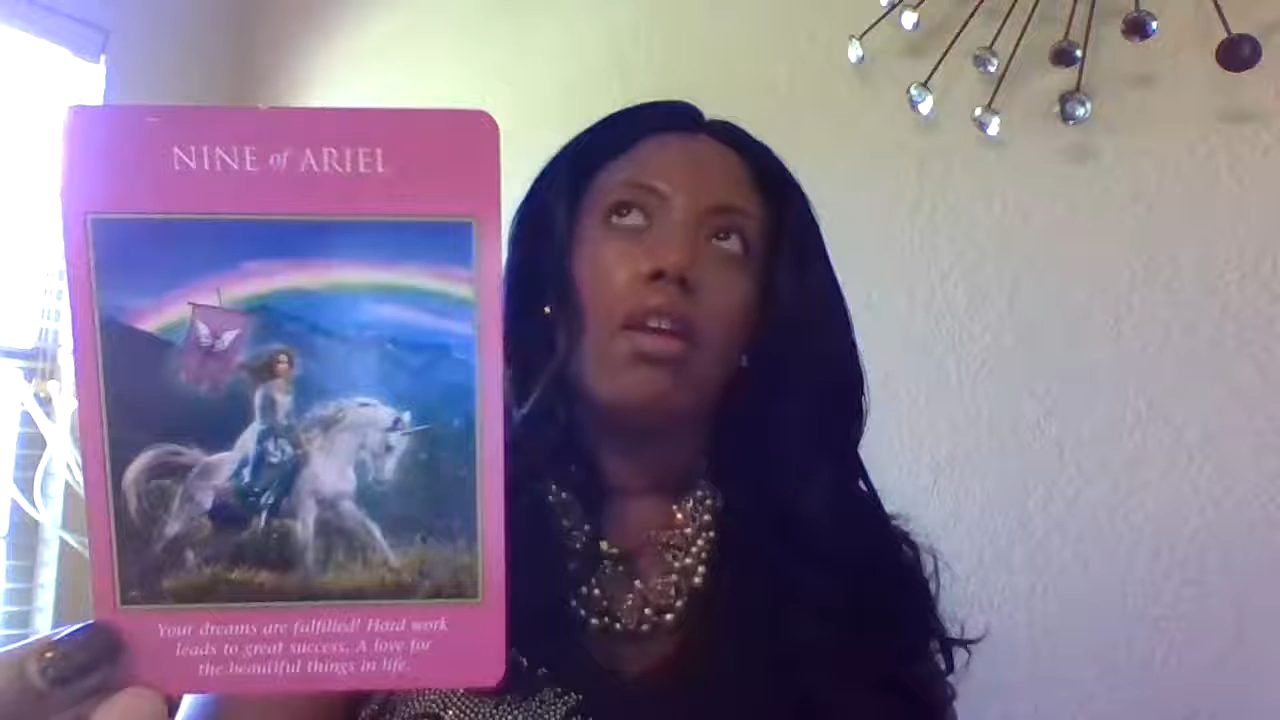 NINE of ARIEL
Your dreams are fulfilled! Hard work
leads to great success. A love for
the beautiful things in life.